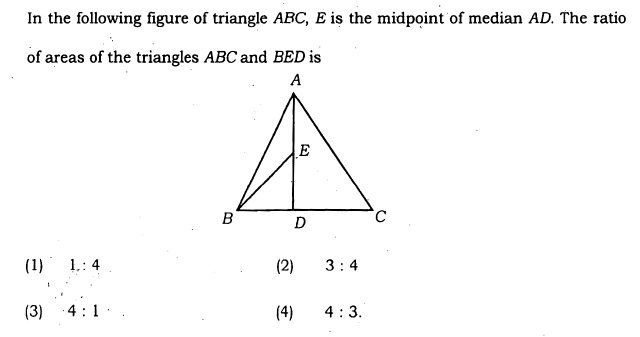 In the following figure of triangle ABC, E is the midpoint of median AD. The ratio
of areas of the triangles ABC and BED is
A
E
B
D
C
(1) 1 : 4
(2) 3 : 4
(3) 4 : 1
(4) 4 : 3.